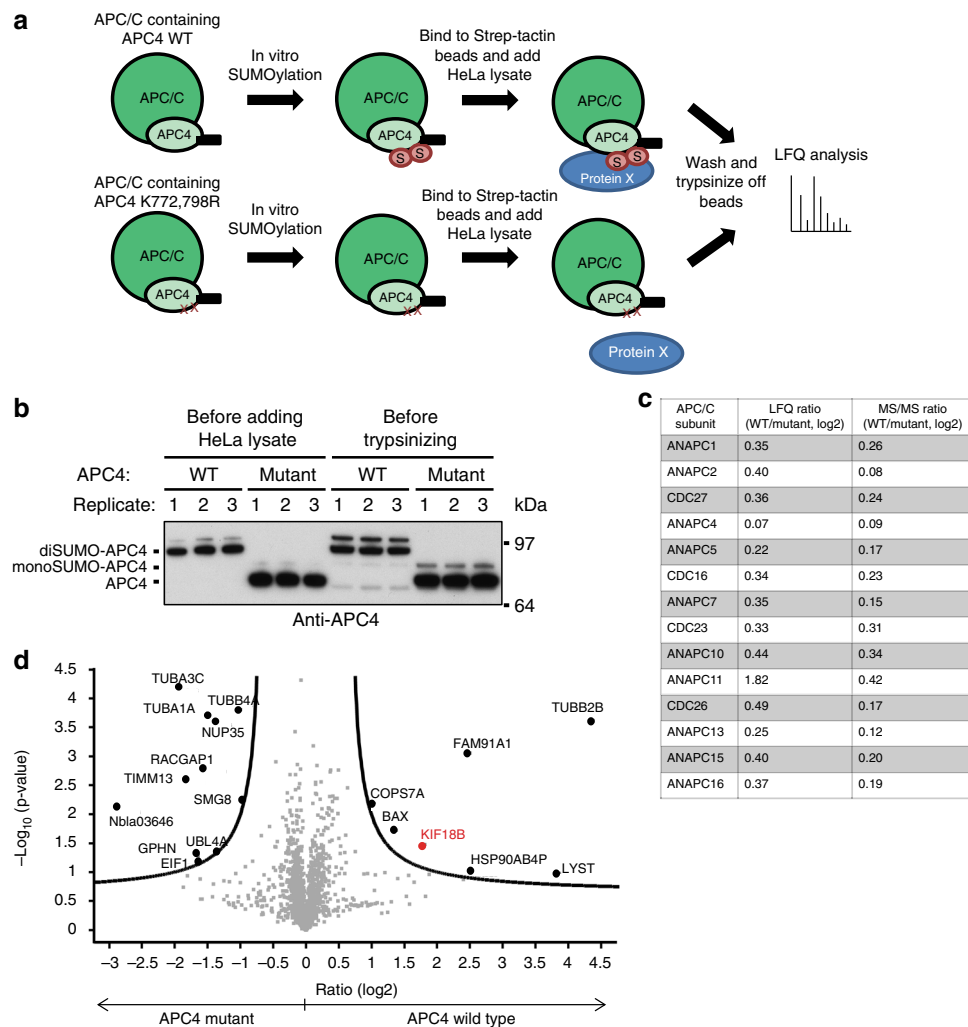 a
APC/C containing
APC4 WT
In vitro
SUMOylation
Bind to Strep-tactin
beads and add
HeLa lysate
APC/C
APC4
APC/C
APC4
S S
APC/C
APC4
S S
Protein X
Wash and
trypsinize off
beads
LFQ analysis
APC/C containing
APC4 K772,798R
In vitro
SUMOylation
Bind to Strep-tactin
beads and add
HeLa lysate
APC/C
APC4
X X
APC/C
APC4
X X
APC/C
APC4
X X
Protein X
b
Before adding
HeLa lysate
Before
trypsinizing
APC4: WT Mutant WT Mutant
Replicate: 1 2 3 1 2 3 1 2 3 1 2 3 kDa
diSUMO-APC4
monoSUMO-APC4
APC4
97
64
Anti-APC4
c
APC/C subunit LFQ ratio (WT/mutant, log2) MS/MS ratio (WT/mutant, log2)
ANAPC1 0.35 0.26
ANAPC2 0.40 0.08
CDC27 0.36 0.24
ANAPC4 0.07 0.09
ANAPC5 0.22 0.17
CDC16 0.34 0.23
ANAPC7 0.35 0.15
CDC23 0.33 0.31
ANAPC10 0.44 0.34
ANAPC11 1.82 0.42
CDC26 0.49 0.17
ANAPC13 0.25 0.12
ANAPC15 0.40 0.20
ANAPC16 0.37 0.19
d
–Log10 (p-value)
4.5
4
3.5
3
2.5
2
1.5
1
0.5
0
TUBA3C
TUBA1A
TUBB4A
NUP35
RACGAP1
TIMM13
SMG8
Nbla03646
GPHN
UBL4A
EIF1
TUBB2B
FAM91A1
COPS7A
BAX
KIF18B
HSP90AB4P
LYST
–3 –2.5 –2 –1.5 –1 –0.5 0 0.5 1 1.5 2 2.5 3 3.5 4 4.5
Ratio (log2)
APC4 mutant
APC4 wild type